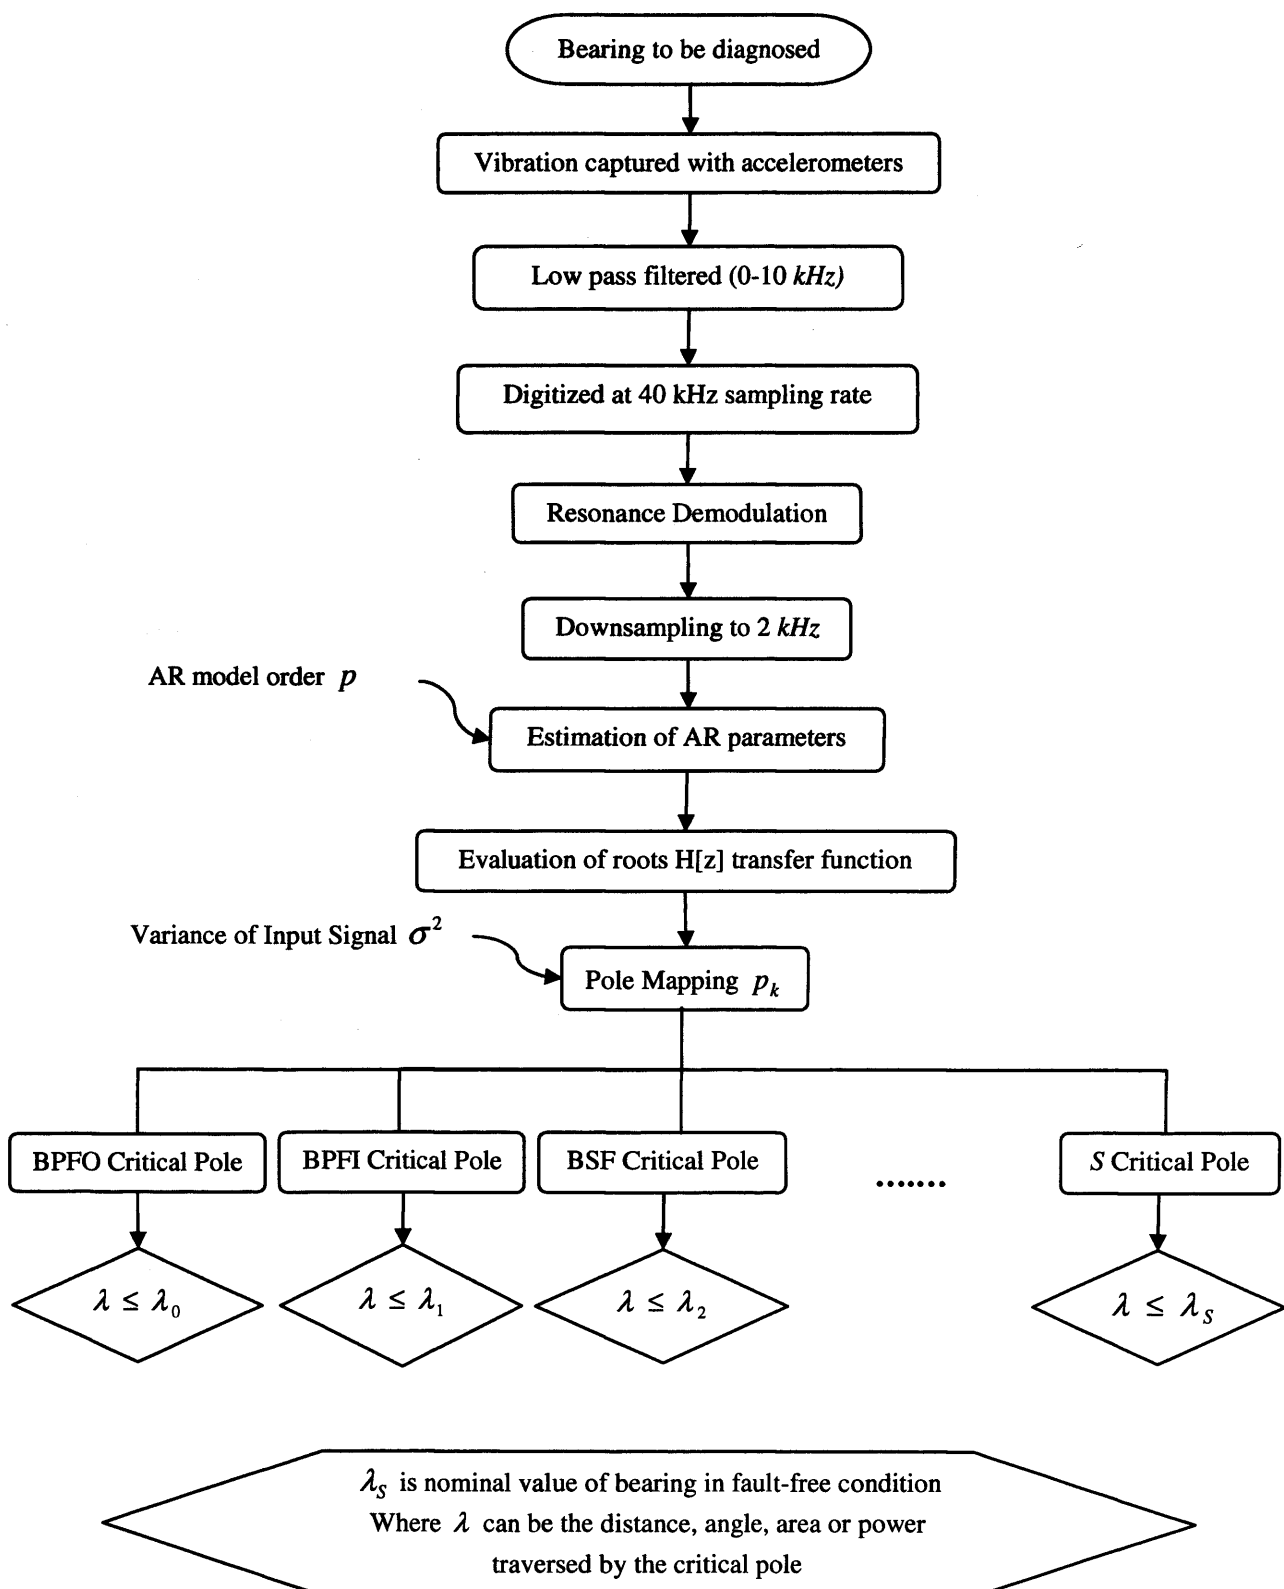 Bearing to be diagnosed
Vibration captured with accelerometers
Low pass filtered (0-10 kHz)
Digitized at 40 kHz sampling rate
Resonance Demodulation
Downsampling to 2 kHz
AR model order p
Estimation of AR parameters
Evaluation of roots H[z] transfer function
Variance of Input Signal σ²
Pole Mapping pₖ
BPFO Critical Pole
BPFI Critical Pole
BSF Critical Pole
.......
S Critical Pole
λ ≤ λ₀
λ ≤ λ₁
λ ≤ λ₂
λ ≤ λ_S
λ_S is nominal value of bearing in fault-free condition
Where λ can be the distance, angle, area or power
traversed by the critical pole